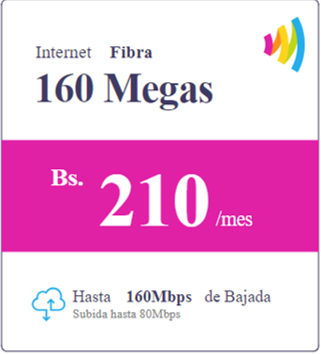 Internet Fibra
160 Megas
Bs. 210 /mes
Hasta 160Mbps de Bajada
Subida hasta 80Mbps